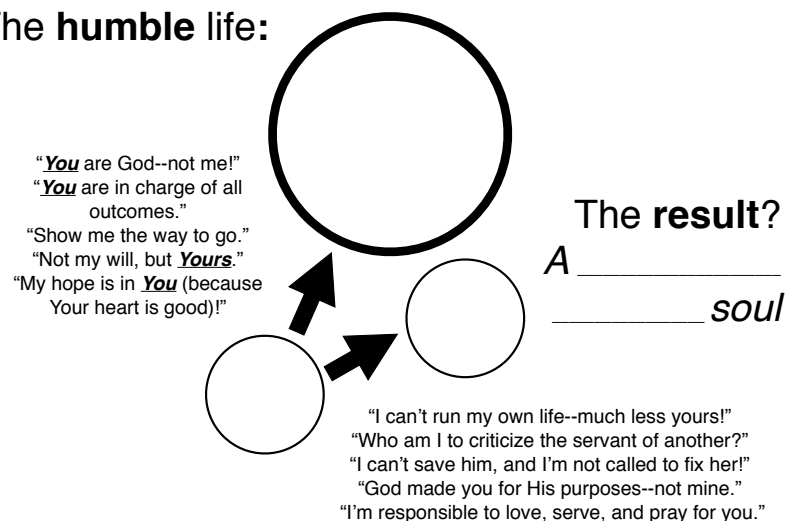 The humble life:
“You are God--not me!”
“You are in charge of all
outcomes.”
“Show me the way to go.”
“Not my will, but Yours.”
“My hope is in You (because
Your heart is good)!”
The result?
A ____________________
_______________ soul
“I can’t run my own life--much less yours!”
“Who am I to criticize the servant of another?”
“I can’t save him, and I’m not called to fix her!”
“God made you for His purposes--not mine.”
“I’m responsible to love, serve, and pray for you.”